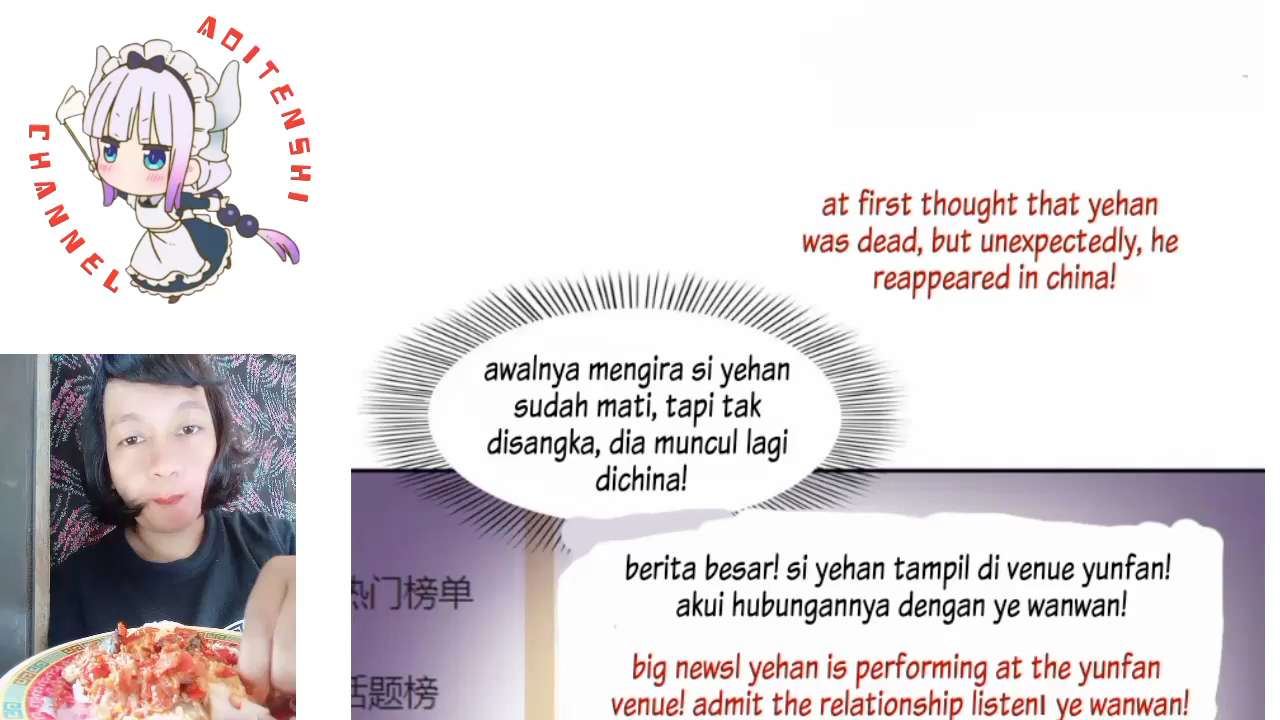 AOITENSHI
CHANNEL
at first thought that yehan
was dead, but unexpectedly, he
reappeared in china!
awalnya mengira si yehan
sudah mati, tapi tak
disangka, dia muncul lagi
dichina!
berita besar! si yehan tampil di venue yunfan!
akui hubungannya dengan ye wanwan!
热门榜单
big newsl yehan is performing at the yunfan
venue! admit the relationship listenl ye wanwan!
话题榜